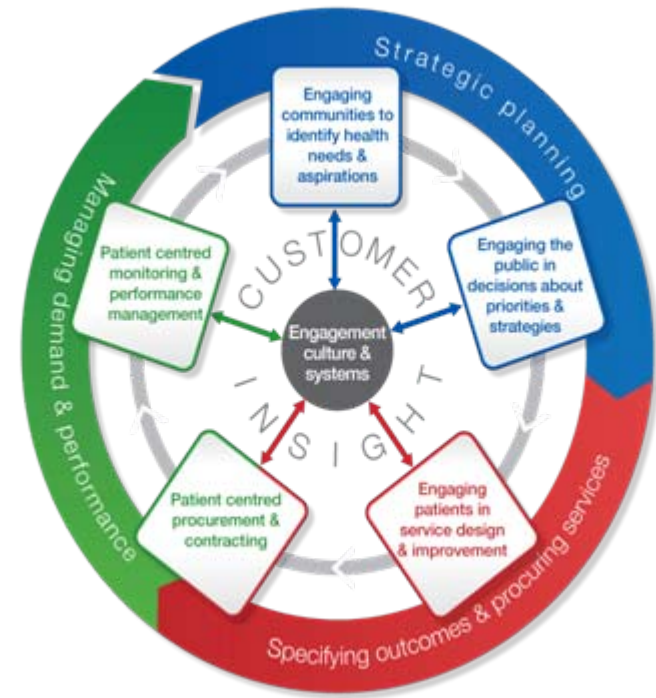 Strategic planning
Engaging
communities to
identify health
needs &
aspirations
Engaging the
public in
decisions about
priorities &
strategies
Managing demand & performance
Patient centred
monitoring &
performance
management
CUSTOMER
Engagement
culture &
systems
INSIGHT
Patient centred
procurement &
contracting
Engaging
patients in
service design
& improvement
Specifying outcomes & procuring services